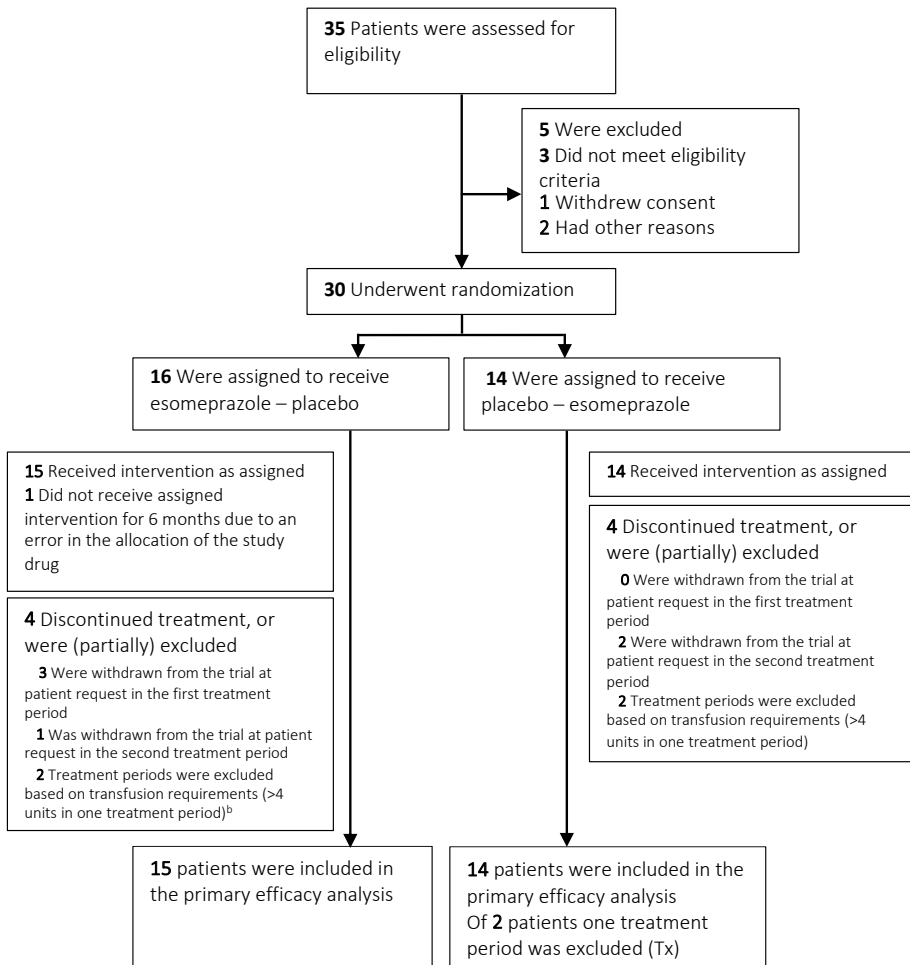 35 Patients were assessed for
eligibility
5 Were excluded
3 Did not meet eligibility
criteria
1 Withdrew consent
2 Had other reasons
30 Underwent randomization
16 Were assigned to receive
esomeprazole – placebo
14 Were assigned to receive
placebo – esomeprazole
15 Received intervention as assigned
1 Did not receive assigned
intervention for 6 months due to an
error in the allocation of the study
drug
14 Received intervention as assigned
4 Discontinued treatment, or
were (partially) excluded
3 Were withdrawn from the trial at
patient request in the first treatment
period
1 Was withdrawn from the trial at patient
request in the second treatment period
2 Treatment periods were excluded
based on transfusion requirements (>4
units in one treatment period)ᵇ
4 Discontinued treatment, or
were (partially) excluded
0 Were withdrawn from the trial at
patient request in the first treatment
period
2 Were withdrawn from the trial at
patient request in the second treatment
period
2 Treatment periods were excluded
based on transfusion requirements (>4
units in one treatment period)
15 patients were included in
the primary efficacy analysis
14 patients were included in the
primary efficacy analysis
Of 2 patients one treatment
period was excluded (Tx)